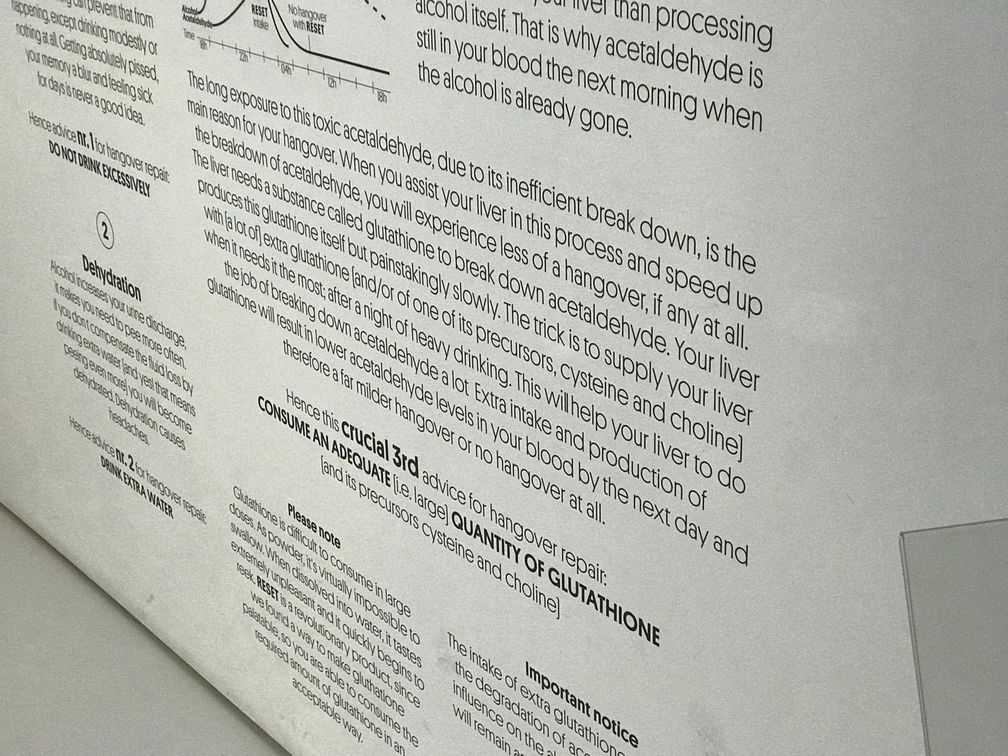 can prevent that from
happening, except drinking modestly or
nothing at all. Getting absolutely pissed,
your memory a blur and feeling sick
for days is never a good idea.
Hence advice nr. 1 for hangover repair:
DO NOT DRINK EXCESSIVELY
2
Dehydration
Alcohol increases your urine discharge,
it makes you need to pee more often.
If you don't compensate the fluid loss by
drinking extra water [and yes! that means
peeing even more] you will become
dehydrated. Dehydration causes
headaches.
Hence advice nr. 2 for hangover repair:
DRINK EXTRA WATER
Alcohol
Acetaldehyde
RESET
intake
No hangover
with RESET
Time
18h
22h
04h
12h
18h
liver than processing
alcohol itself. That is why acetaldehyde is
still in your blood the next morning when
the alcohol is already gone.
The long exposure to this toxic acetaldehyde, due to its inefficient break down, is the
main reason for your hangover. When you assist your liver in this process and speed up
the breakdown of acetaldehyde, you will experience less of a hangover, if any at all.
The liver needs a substance called glutathione to break down acetaldehyde. Your liver
produces this glutathione itself but painstakingly slowly. The trick is to supply your liver
with [a lot of] extra glutathione [and/or of one of its precursors, cysteine and choline]
when it needs it the most; after a night of heavy drinking. This will help your liver to do
the job of breaking down acetaldehyde a lot. Extra intake and production of
glutathione will result in lower acetaldehyde levels in your blood by the next day and
therefore a far milder hangover or no hangover at all.
Hence this crucial 3rd advice for hangover repair:
CONSUME AN ADEQUATE [i.e. large] QUANTITY OF GLUTATHIONE
[and its precursors cysteine and choline]
Please note
Glutathione is difficult to consume in large
doses. As powder, it's virtually impossible to
swallow. When dissolved into water, it tastes
extremely unpleasant and it quickly begins to
reek. RESET is a revolutionary product, since
we found a way to make gluthatione
palatable, so you are able to consume the
required amount of glutathione in an
acceptable way.
Important notice
The intake of extra glutathione
the degradation of
influence on the
will remain